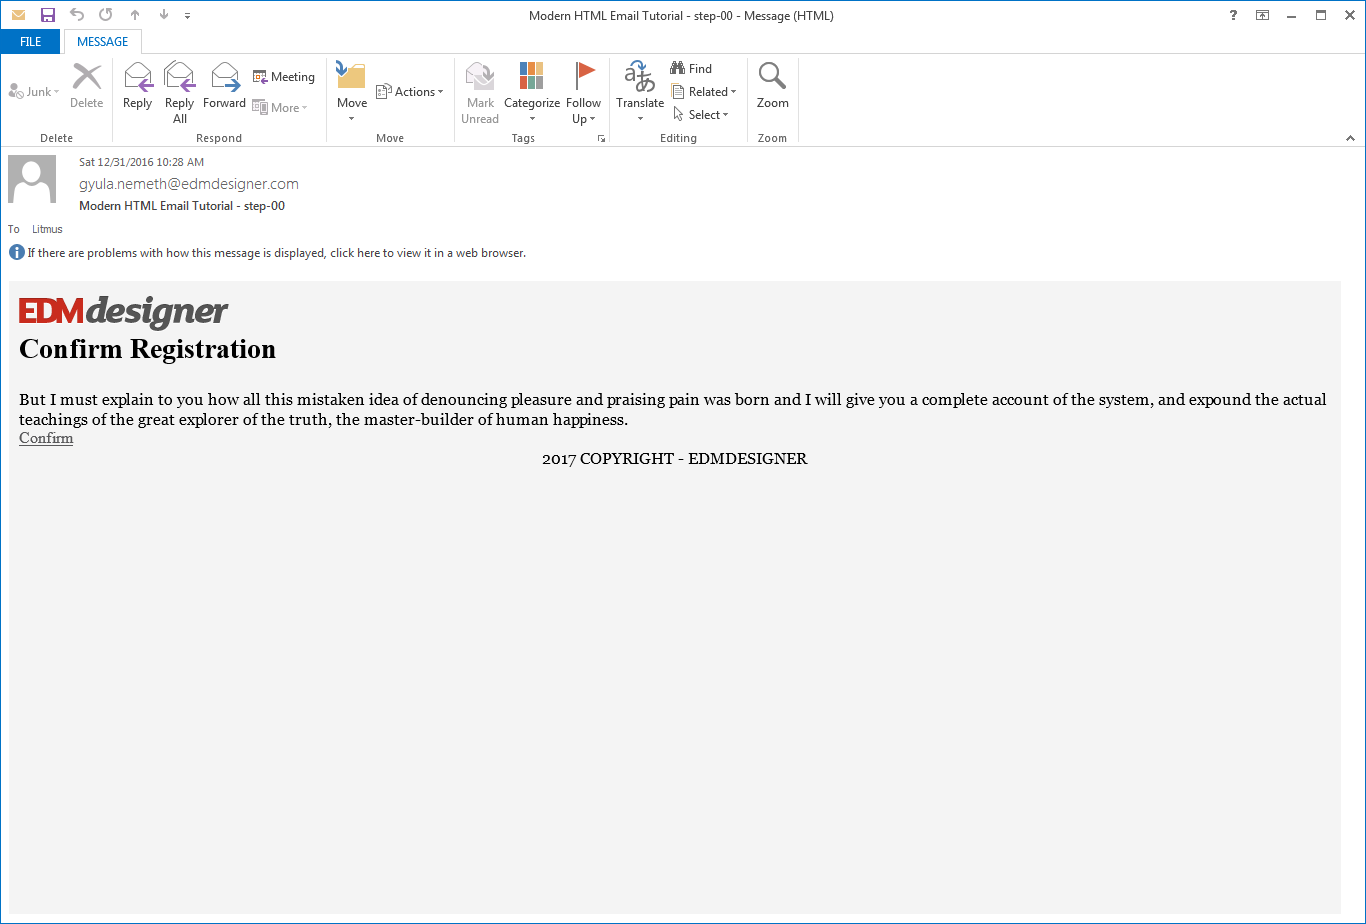 Modern HTML Email Tutorial - step-00 - Message (HTML)
?
FILE
MESSAGE
Junk
Delete
Delete
Reply
Reply
All
Forward
Meeting
More
Respond
Move
Actions
Move
Mark
Unread
Categorize
Follow
Up
Tags
Translate
Find
Related
Select
Editing
Zoom
Zoom
Sat 12/31/2016 10:28 AM
gyula.nemeth@edmdesigner.com
Modern HTML Email Tutorial - step-00
To Litmus
If there are problems with how this message is displayed, click here to view it in a web browser.
EDMdesigner
Confirm Registration
But I must explain to you how all this mistaken idea of denouncing pleasure and praising pain was born and I will give you a complete account of the system, and expound the actual
teachings of the great explorer of the truth, the master-builder of human happiness.
Confirm
2017 COPYRIGHT - EDMDESIGNER